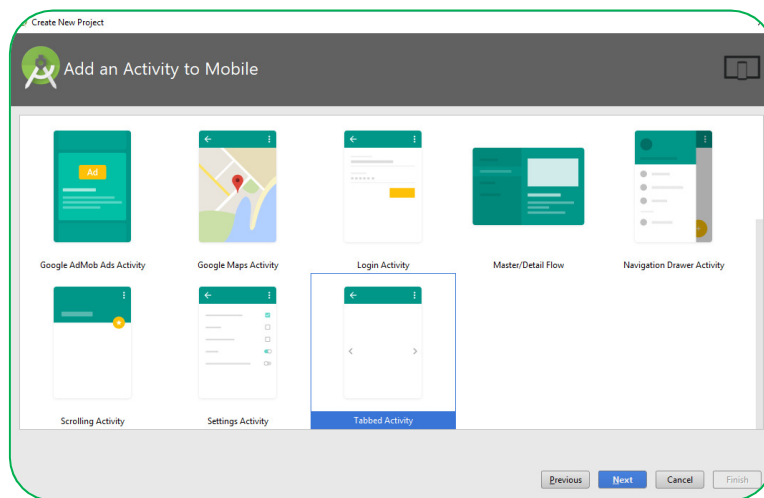 Create New Project
Add an Activity to Mobile
Ad
Google AdMob Ads Activity
Google Maps Activity
Login Activity
Master/Detail Flow
Navigation Drawer Activity
Scrolling Activity
Settings Activity
Tabbed Activity
Previous
Next
Cancel
Finish